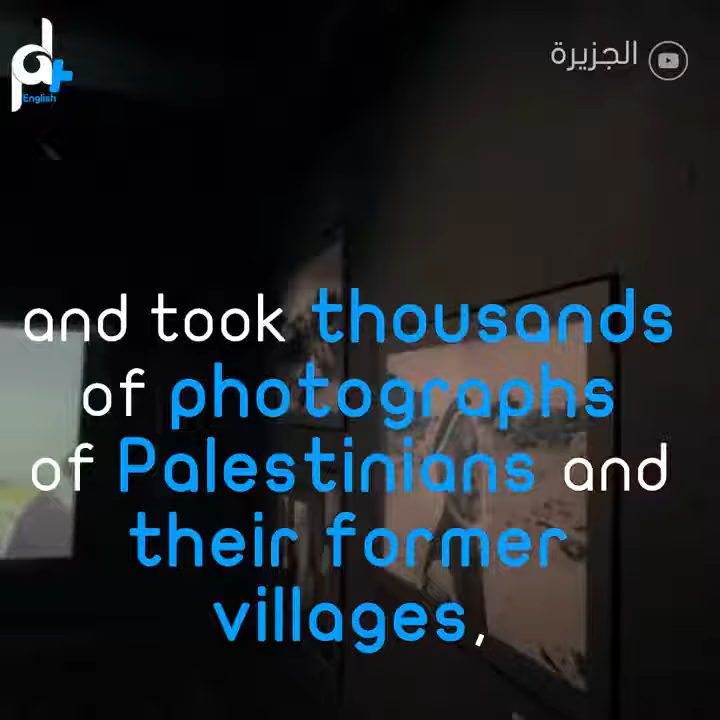 English
الجزيرة
and took thousands
of photographs
of Palestinians and
their former
villages,